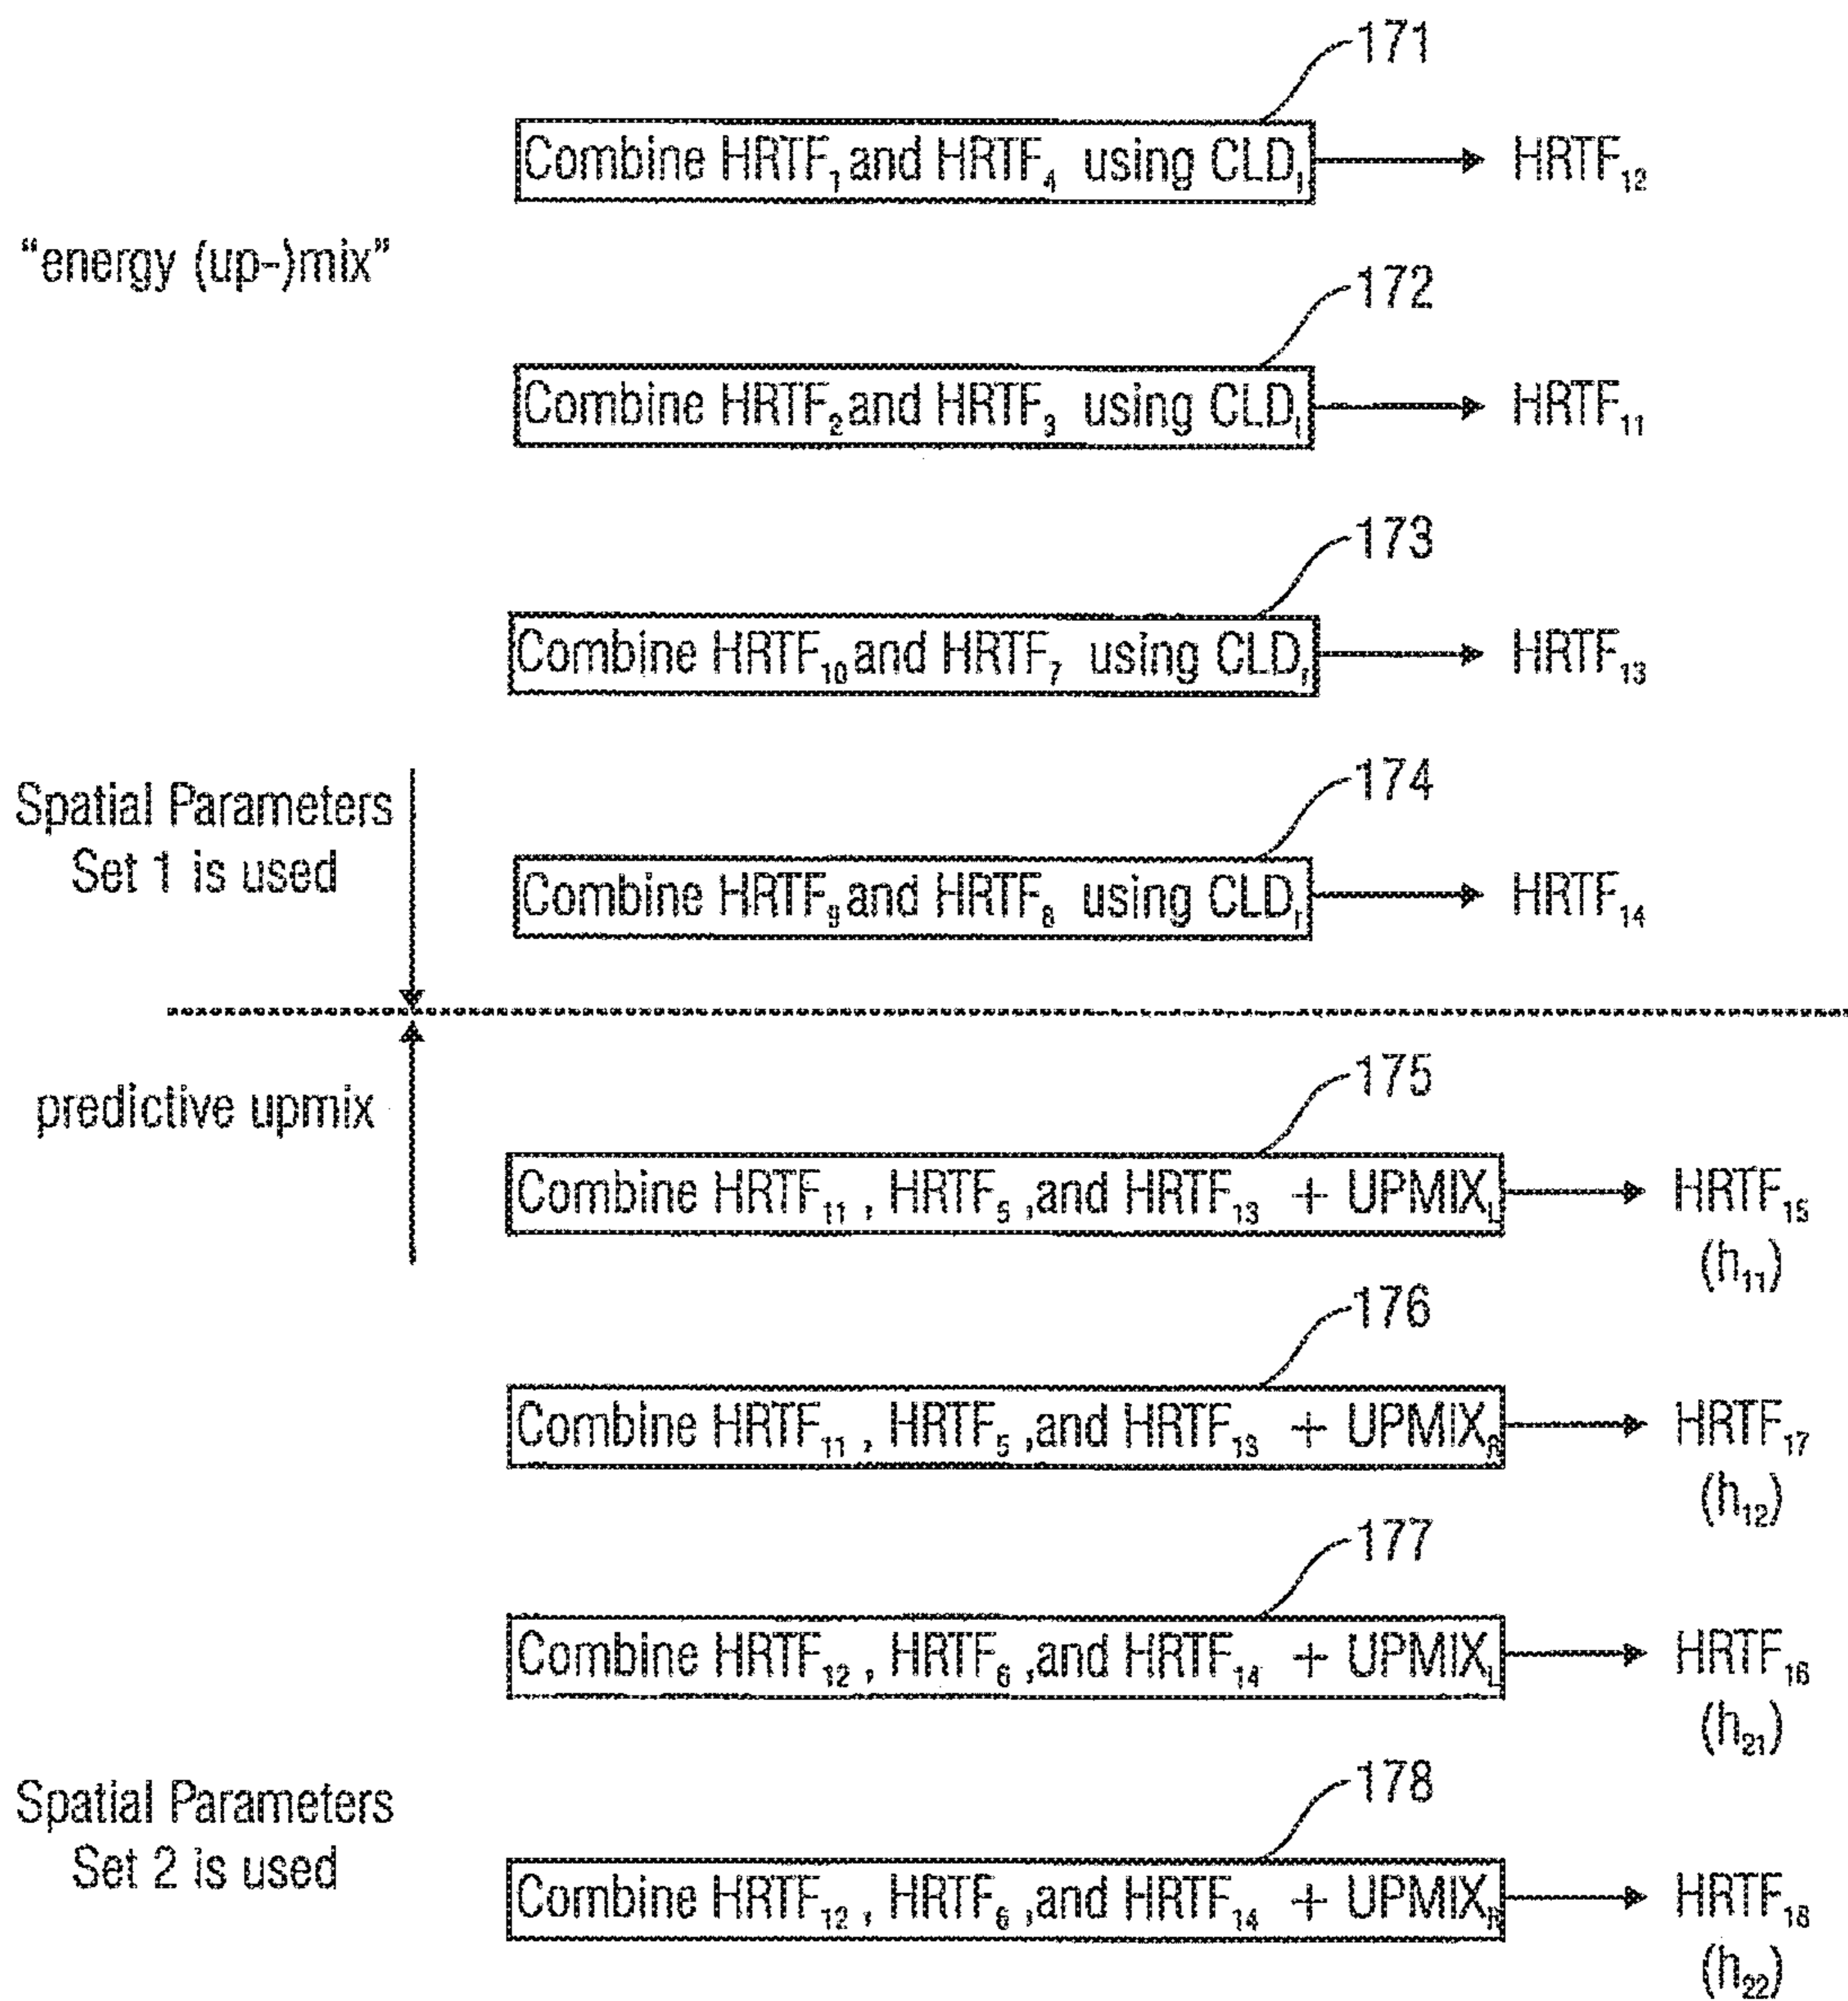 171
Combine HRTF₁ and HRTF₄ using CLDₗ
HRTF₁₂
"energy (up-)mix"
172
Combine HRTF₂ and HRTF₃ using CLDₗ
HRTF₁₁
173
Combine HRTF₁₀ and HRTF₇ using CLDᵣ
HRTF₁₃
174
Spatial Parameters
Set 1 is used
Combine HRTF₉ and HRTF₈ using CLDᵣ
HRTF₁₄
predictive upmix
175
Combine HRTF₁₁, HRTF₅, and HRTF₁₃ + UPMIX_L
HRTF₁₅
(h₁₁)
176
Combine HRTF₁₁, HRTF₅, and HRTF₁₃ + UPMIX_R
HRTF₁₇
(h₁₂)
177
Combine HRTF₁₂, HRTF₆, and HRTF₁₄ + UPMIX_L
HRTF₁₆
(h₂₁)
178
Spatial Parameters
Set 2 is used
Combine HRTF₁₂, HRTF₆, and HRTF₁₄ + UPMIX_R
HRTF₁₈
(h₂₂)